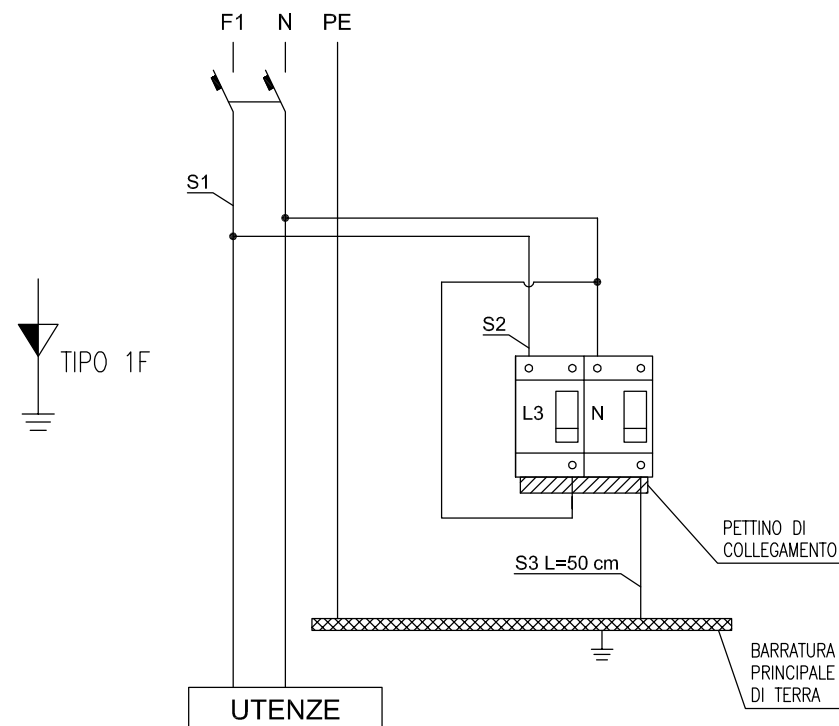 F1 N PE
S1
S2
TIPO 1F
L3 N
PETTINO DI
COLLEGAMENTO
S3 L=50 cm
BARRATURA
PRINCIPALE
DI TERRA
UTENZE